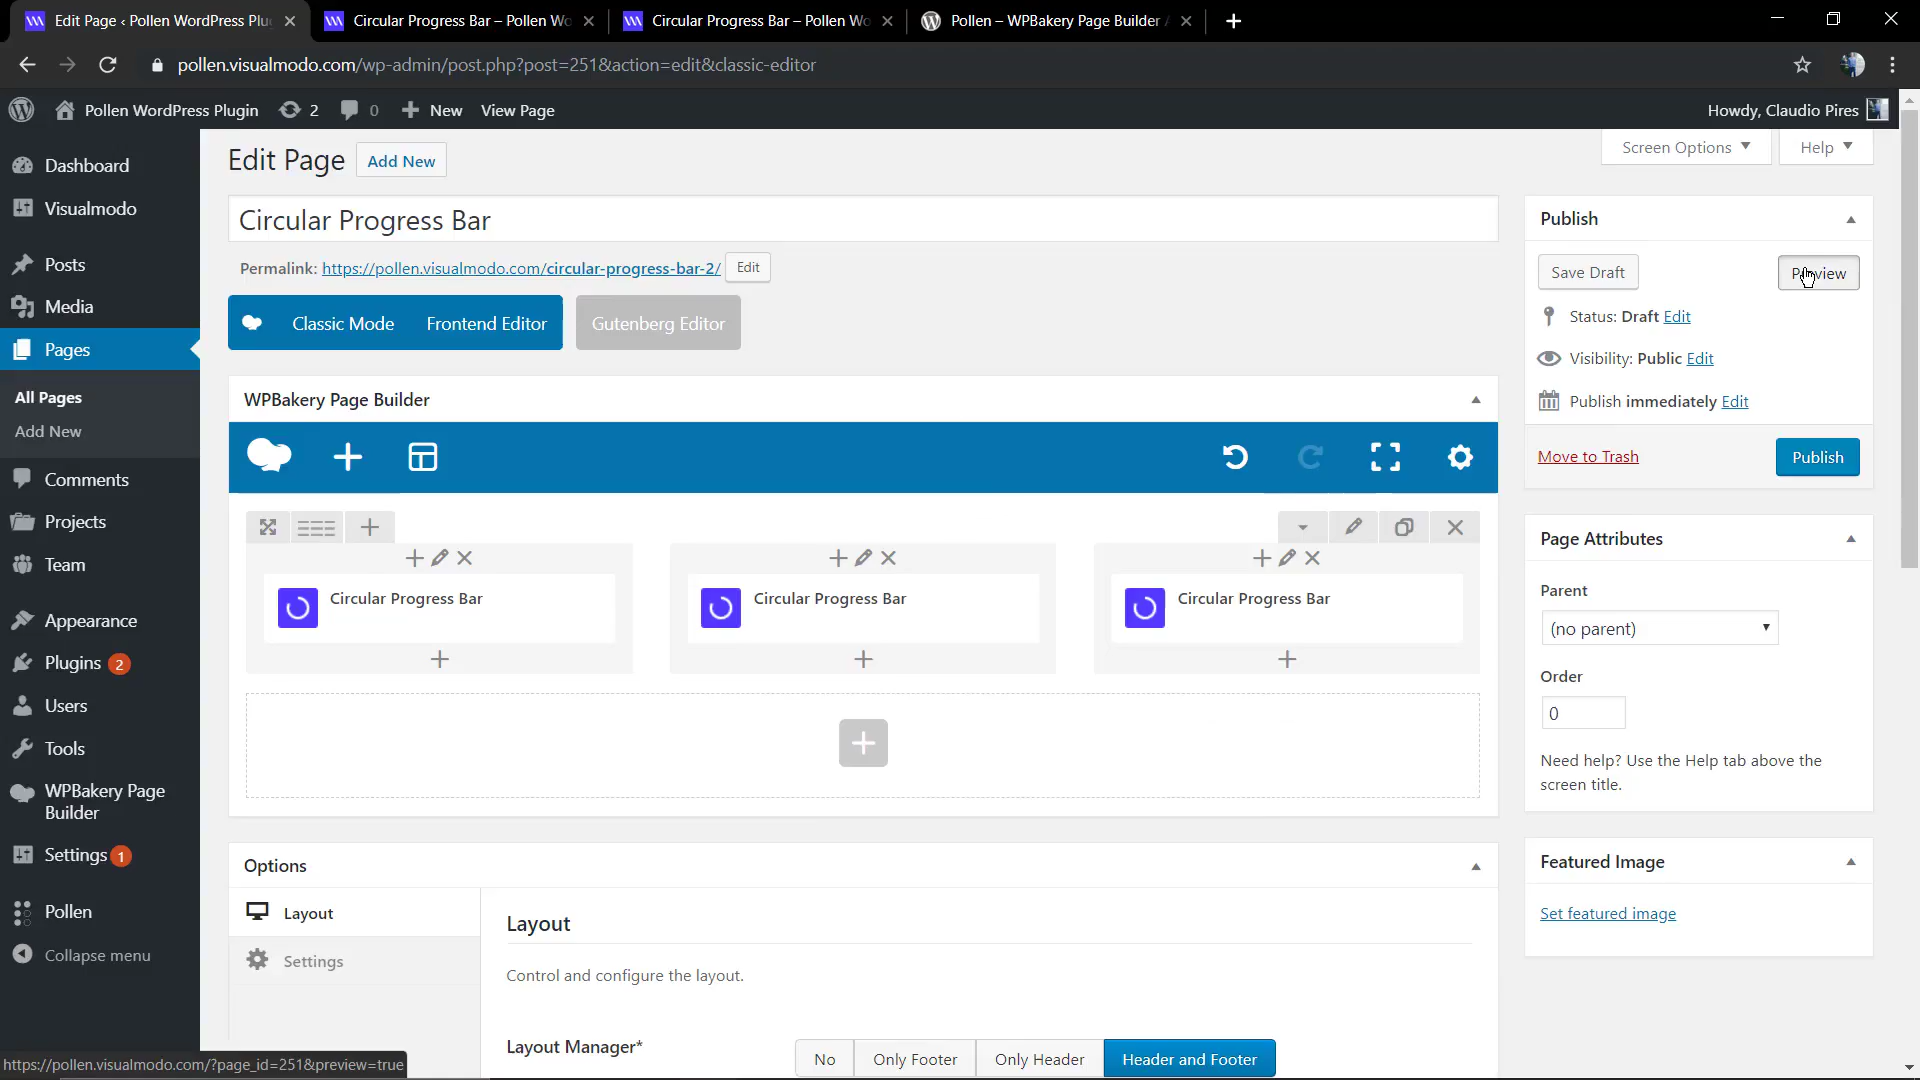 Edit Page ‹ Pollen WordPress Plu
Circular Progress Bar – Pollen Wo
Circular Progress Bar – Pollen Wo
Pollen – WPBakery Page Builder
pollen.visualmodo.com/wp-admin/post.php?post=251&action=edit&classic-editor
Pollen WordPress Plugin
2
0
New
View Page
Howdy, Claudio Pires
Dashboard
Visualmodo
Posts
Media
Pages
All Pages
Add New
Comments
Projects
Team
Appearance
Plugins 2
Users
Tools
WPBakery Page
Builder
Settings 1
Pollen
Collapse menu
https://pollen.visualmodo.com/?page_id=251&preview=true
Edit Page
Add New
Screen Options
Help
Circular Progress Bar
Permalink: https://pollen.visualmodo.com/circular-progress-bar-2/ Edit
Classic Mode
Frontend Editor
Gutenberg Editor
WPBakery Page Builder
Circular Progress Bar
Circular Progress Bar
Circular Progress Bar
Options
Layout
Settings
Layout
Control and configure the layout.
Layout Manager*
No
Only Footer
Only Header
Header and Footer
Publish
Save Draft
Preview
Status: Draft Edit
Visibility: Public Edit
Publish immediately Edit
Move to Trash
Publish
Page Attributes
Parent
(no parent)
Order
0
Need help? Use the Help tab above the
screen title.
Featured Image
Set featured image